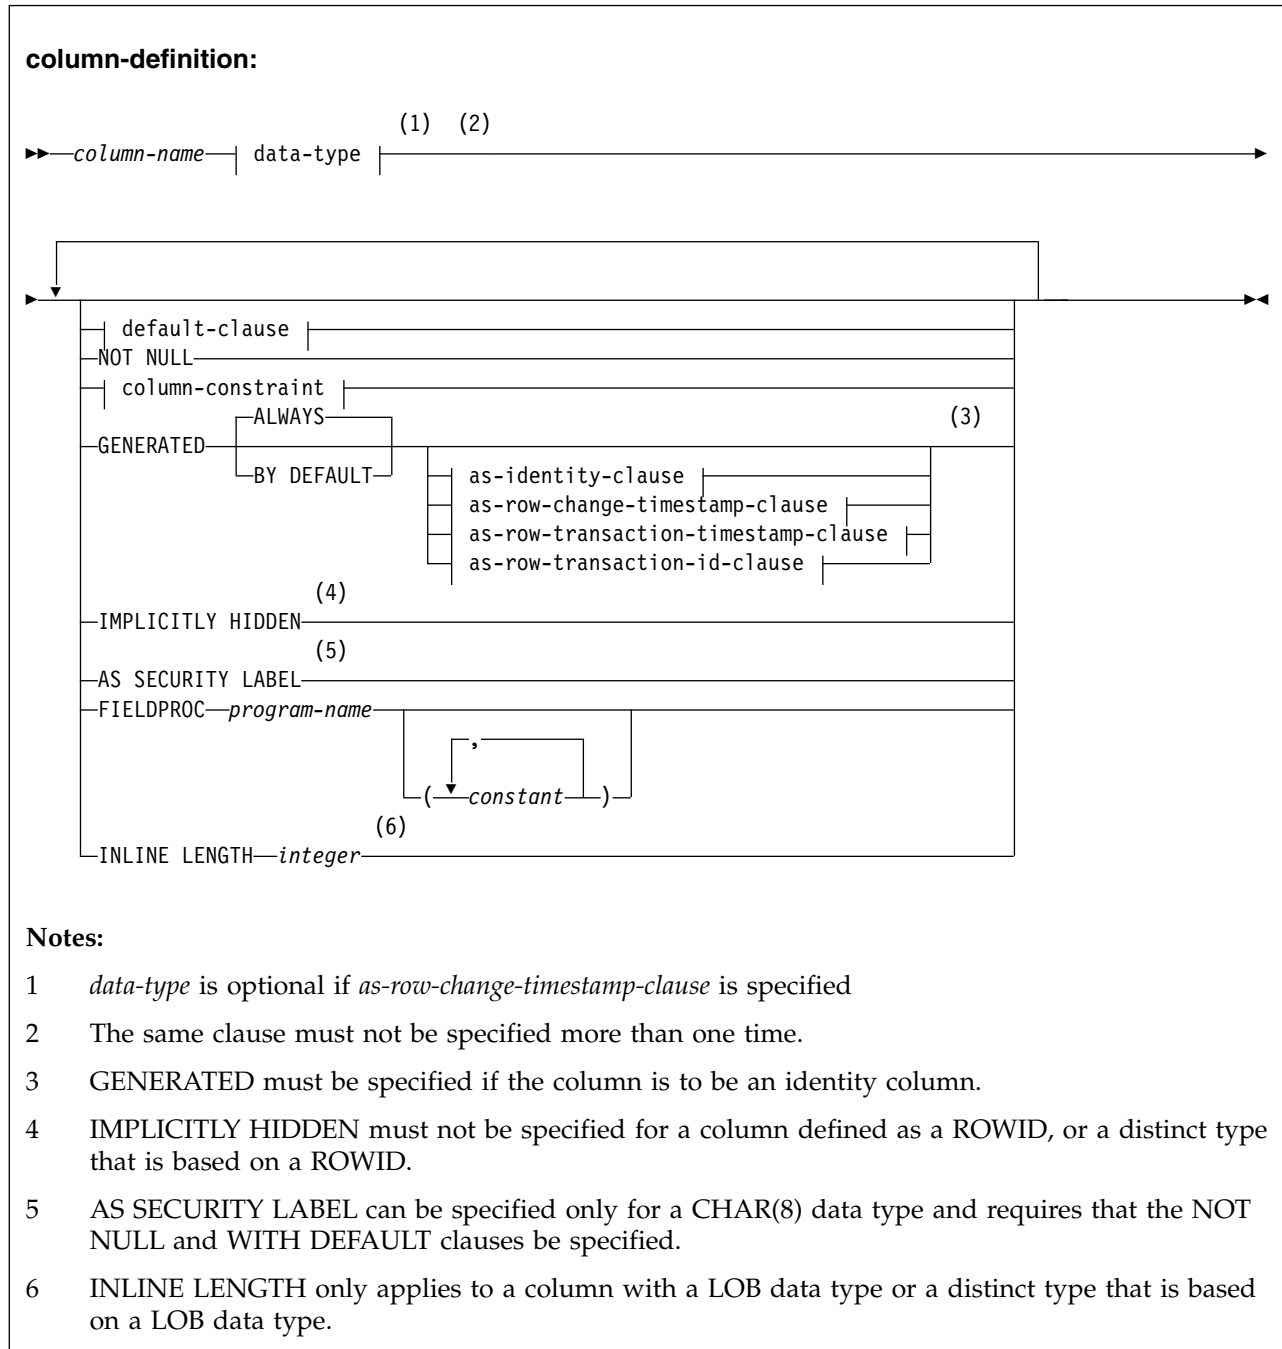 column-definition:
(1) (2)
column-name data-type
default-clause
NOT NULL
column-constraint
ALWAYS
(3)
GENERATED
BY DEFAULT
as-identity-clause
as-row-change-timestamp-clause
as-row-transaction-timestamp-clause
as-row-transaction-id-clause
(4)
IMPLICITLY HIDDEN
(5)
AS SECURITY LABEL
FIELDPROC program-name
,
( constant )
(6)
INLINE LENGTH integer
Notes:
1 data-type is optional if as-row-change-timestamp-clause is specified
2 The same clause must not be specified more than one time.
3 GENERATED must be specified if the column is to be an identity column.
4 IMPLICITLY HIDDEN must not be specified for a column defined as a ROWID, or a distinct type
that is based on a ROWID.
5 AS SECURITY LABEL can be specified only for a CHAR(8) data type and requires that the NOT
NULL and WITH DEFAULT clauses be specified.
6 INLINE LENGTH only applies to a column with a LOB data type or a distinct type that is based
on a LOB data type.